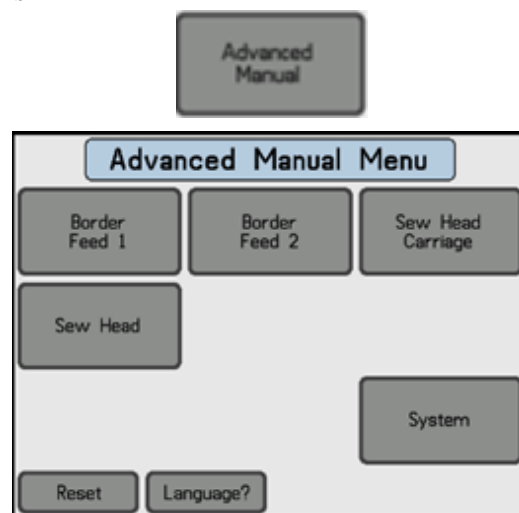 Advanced
Manual
Advanced Manual Menu
Border
Feed 1
Border
Feed 2
Sew Head
Carriage
Sew Head
System
Reset
Language?